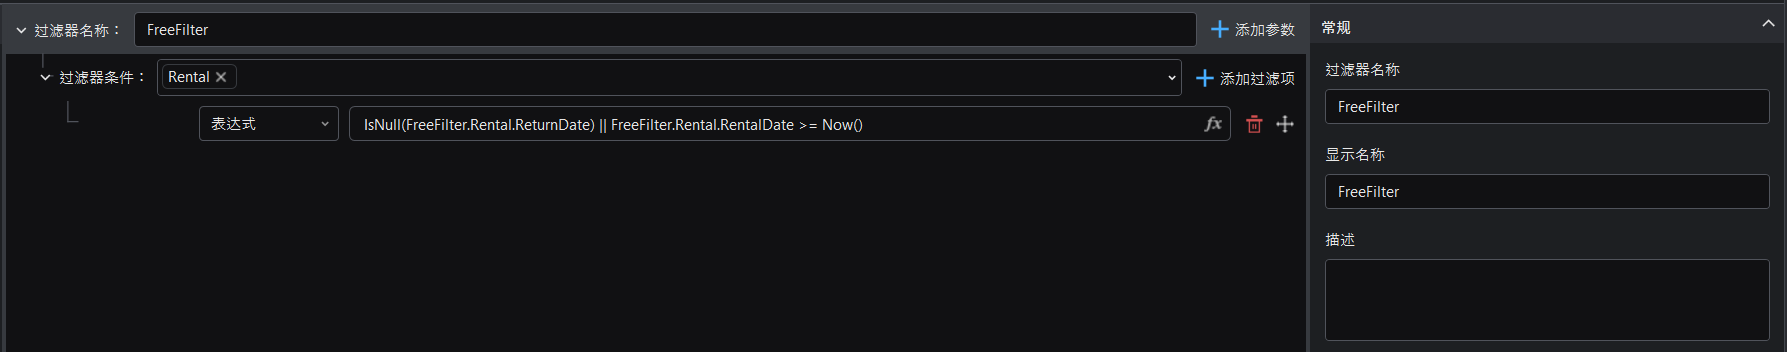 过滤器名称：
FreeFilter
添加参数
过滤器条件：
Rental
添加过滤项
表达式
IsNull(FreeFilter.Rental.ReturnDate) || FreeFilter.Rental.RentalDate >= Now()
fx
常规
过滤器名称
FreeFilter
显示名称
FreeFilter
描述